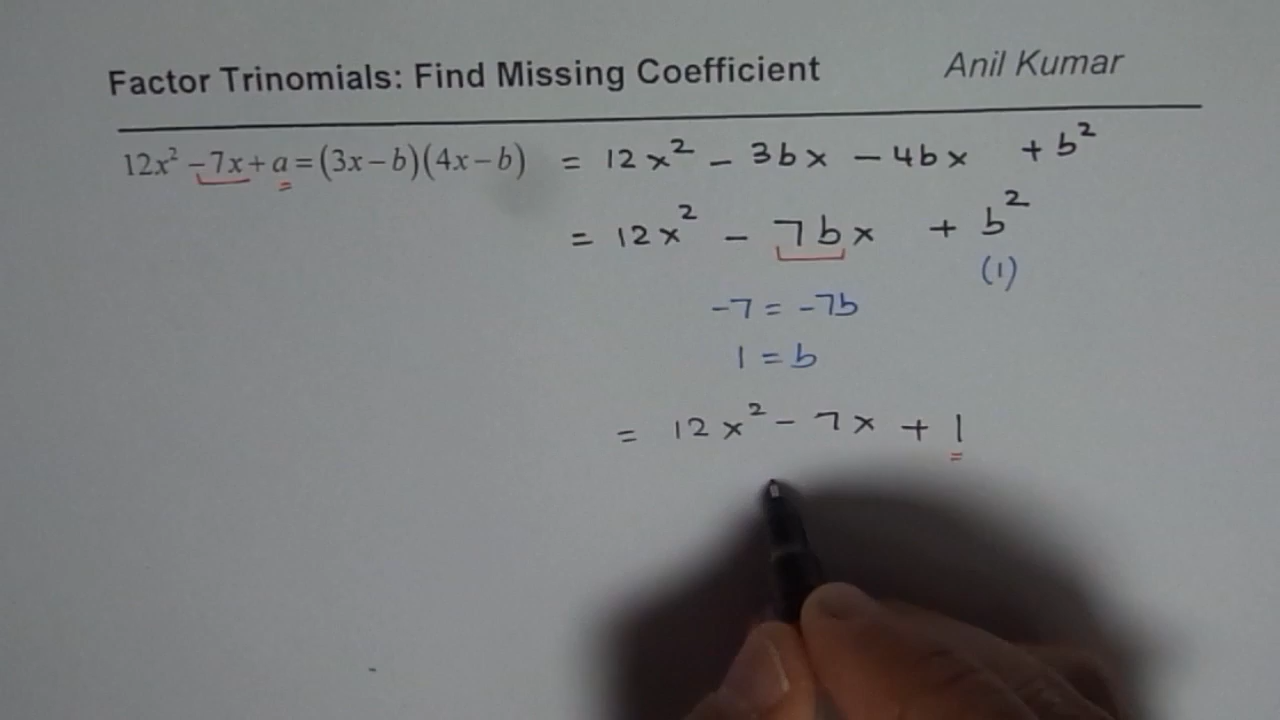 Factor Trinomials: Find Missing Coefficient Anil Kumar
12x² − 7x + a = (3x − b)(4x − b) = 12x² − 3bx − 4bx + b²
= 12x² − 7bx + b²
(1)
-7 = -7b
1 = b
= 12x² − 7x + 1